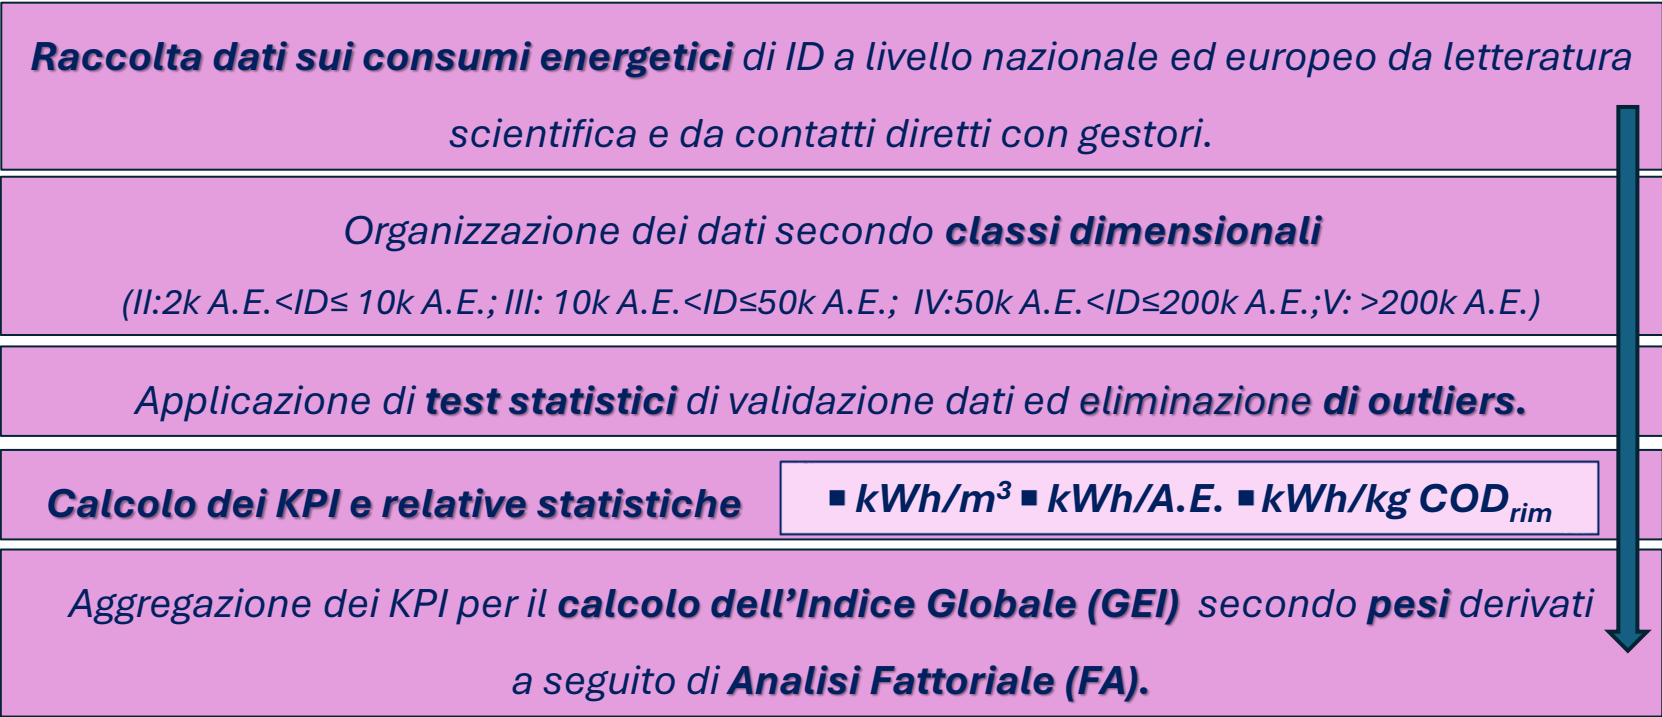 Raccolta dati sui consumi energetici di ID a livello nazionale ed europeo da letteratura
scientifica e da contatti diretti con gestori.
Organizzazione dei dati secondo classi dimensionali
(II:2k A.E.<ID≤ 10k A.E.; III: 10k A.E.<ID≤50k A.E.; IV:50k A.E.<ID≤200k A.E.;V: >200k A.E.)
Applicazione di test statistici di validazione dati ed eliminazione di outliers.
Calcolo dei KPI e relative statistiche ▪ kWh/m³ ▪ kWh/A.E. ▪ kWh/kg COD_rim
Aggregazione dei KPI per il calcolo dell’Indice Globale (GEI) secondo pesi derivati
a seguito di Analisi Fattoriale (FA).